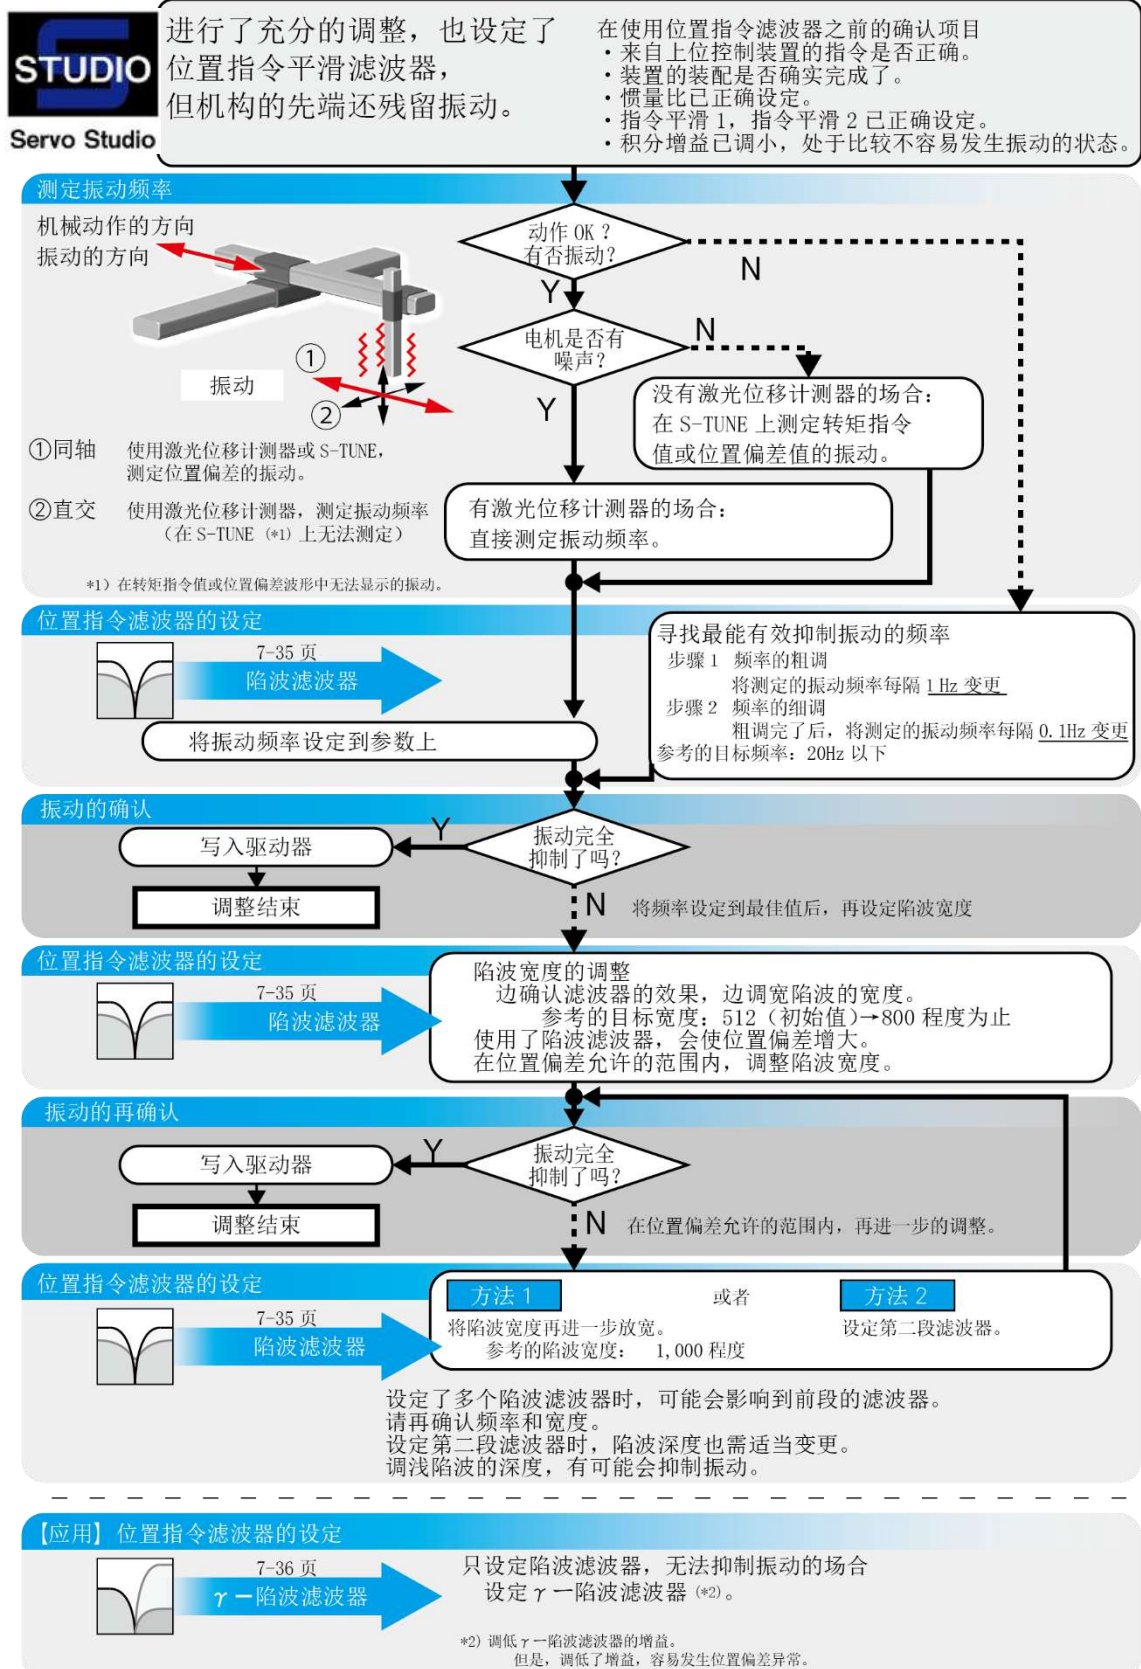 STUDIO
Servo Studio
进行了充分的调整，也设定了
位置指令平滑滤波器，
但机构的先端还残留振动。
在使用位置指令滤波器之前的确认项目
・来自上位控制装置的指令是否正确。
・装置的装配是否确实完成了。
・惯量比已正确设定。
・指令平滑 1，指令平滑 2 已正确设定。
・积分增益已调小，处于比较不容易发生振动的状态。
测定振动频率
机械动作的方向
振动的方向
振动
①
②
①同轴 使用激光位移计测器或 S-TUNE，
测定位置偏差的振动。
②直交 使用激光位移计测器，测定振动频率
（在 S-TUNE (*1) 上无法测定）
*1）在转矩指令值或位置偏差波形中无法显示的振动。
动作 OK？
有否振动？
N
Y
电机是否有
噪声？
N
Y
没有激光位移计测器的场合：
在 S-TUNE 上测定转矩指令
值或位置偏差值的振动。
有激光位移计测器的场合：
直接测定振动频率。
位置指令滤波器的设定
7-35 页
陷波滤波器
将振动频率设定到参数上
寻找最能有效抑制振动的频率
步骤 1 频率的粗调
将测定的振动频率每隔 1 Hz 变更
步骤 2 频率的细调
粗调完了后，将测定的振动频率每隔 0.1Hz 变更
参考的目标频率：20Hz 以下
振动的确认
写入驱动器
调整结束
Y
振动完全
抑制了吗？
N
将频率设定到最佳值后，再设定陷波宽度
位置指令滤波器的设定
7-35 页
陷波滤波器
陷波宽度的调整
边确认滤波器的效果，边调宽陷波的宽度。
参考的目标宽度：512（初始值）→800 程度为止
使用了陷波滤波器，会使位置偏差增大。
在位置偏差允许的范围内，调整陷波宽度。
振动的再确认
写入驱动器
调整结束
Y
振动完全
抑制了吗？
N
在位置偏差允许的范围内，再进一步的调整。
位置指令滤波器的设定
7-35 页
陷波滤波器
方法 1 或者 方法 2
将陷波宽度再进一步放宽。 设定第二段滤波器。
参考的陷波宽度： 1,000 程度
设定了多个陷波滤波器时，可能会影响到前段的滤波器。
请再确认频率和宽度。
设定第二段滤波器时，陷波深度也需适当变更。
调浅陷波的深度，有可能会抑制振动。
【应用】位置指令滤波器的设定
7-36 页
γ－陷波滤波器
只设定陷波滤波器，无法抑制振动的场合
设定 γ－陷波滤波器 (*2)。
*2）调低 γ－陷波滤波器的增益。
但是，调低了增益，容易发生位置偏差异常。